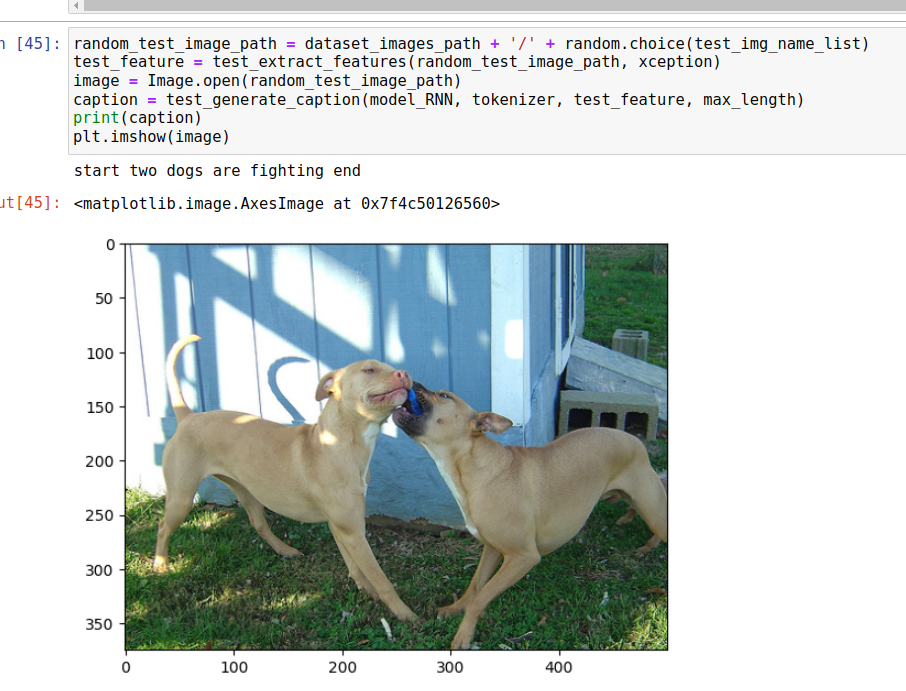 n [45]:
random_test_image_path = dataset_images_path + '/' + random.choice(test_img_name_list)
test_feature = test_extract_features(random_test_image_path, xception)
image = Image.open(random_test_image_path)
caption = test_generate_caption(model_RNN, tokenizer, test_feature, max_length)
print(caption)
plt.imshow(image)
start two dogs are fighting end
ut[45]: <matplotlib.image.AxesImage at 0x7f4c50126560>
0
50
100
150
200
250
300
350
0 100 200 300 400